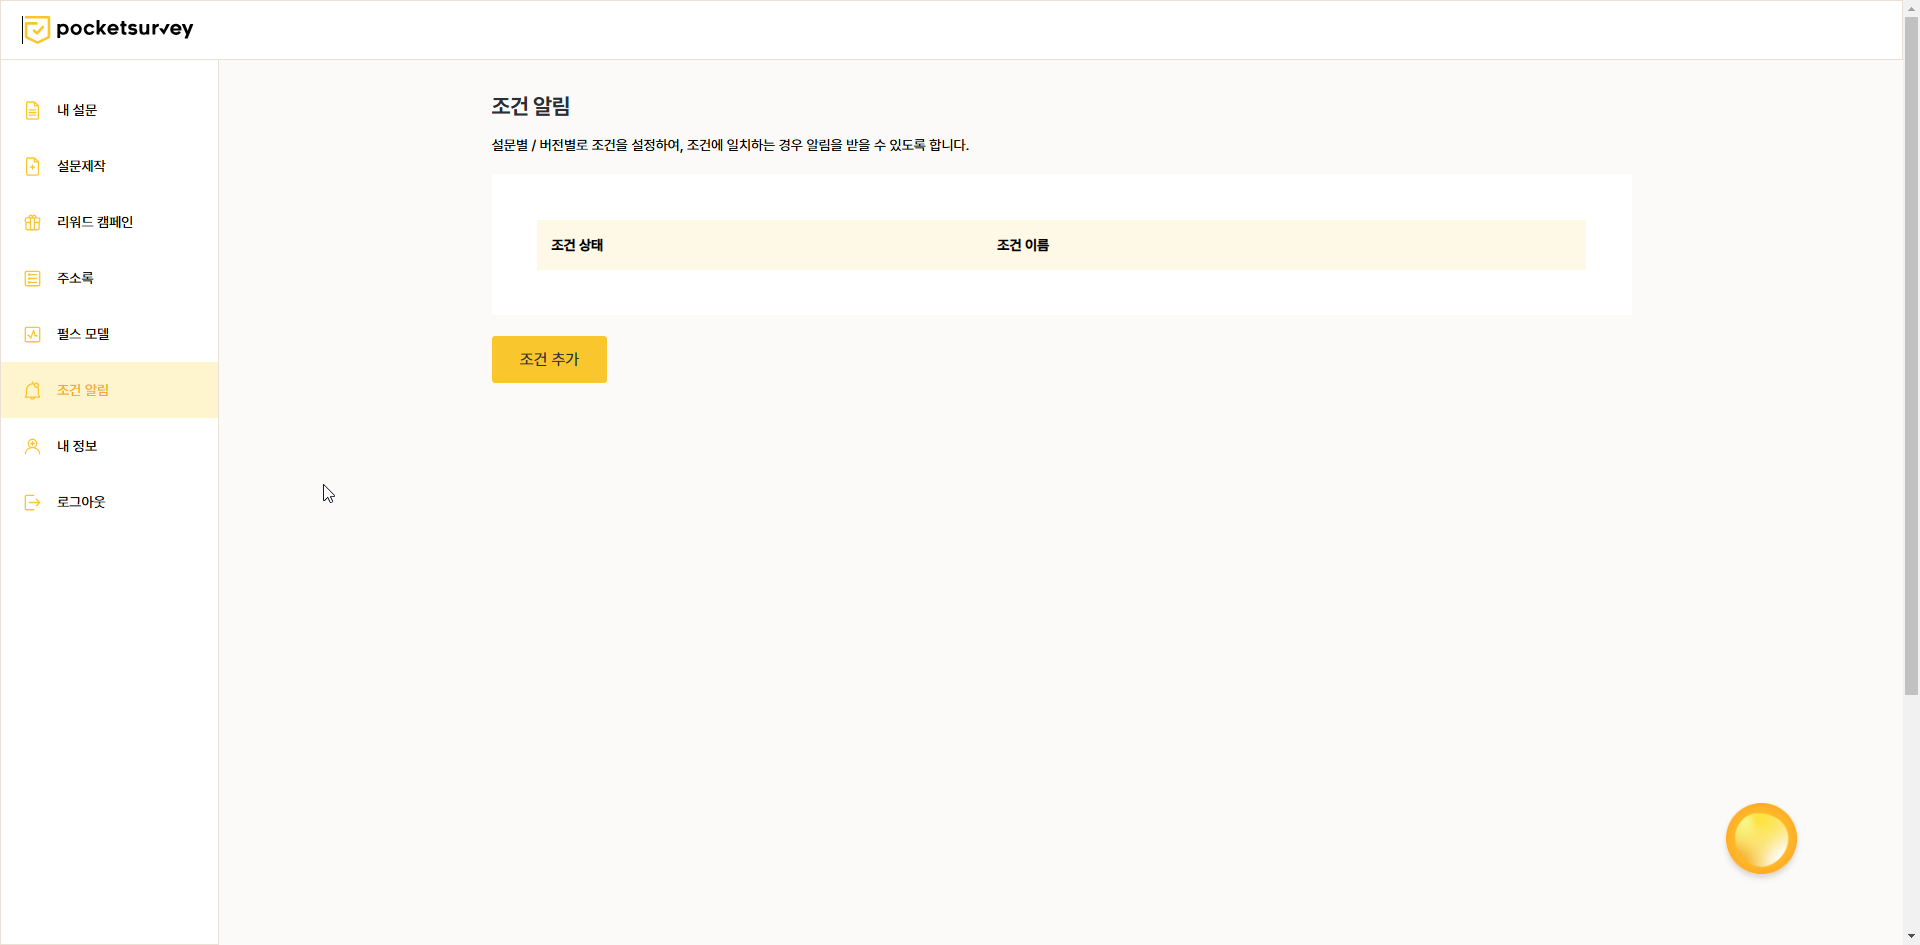 pocketsurvey
내 설문
설문제작
리워드 캠페인
주소록
펄스 모델
조건 알림
내 정보
로그아웃
조건 알림
설문별 / 버전별로 조건을 설정하여, 조건에 일치하는 경우 알림을 받을 수 있도록 합니다.
조건 상태 조건 이름
조건 추가